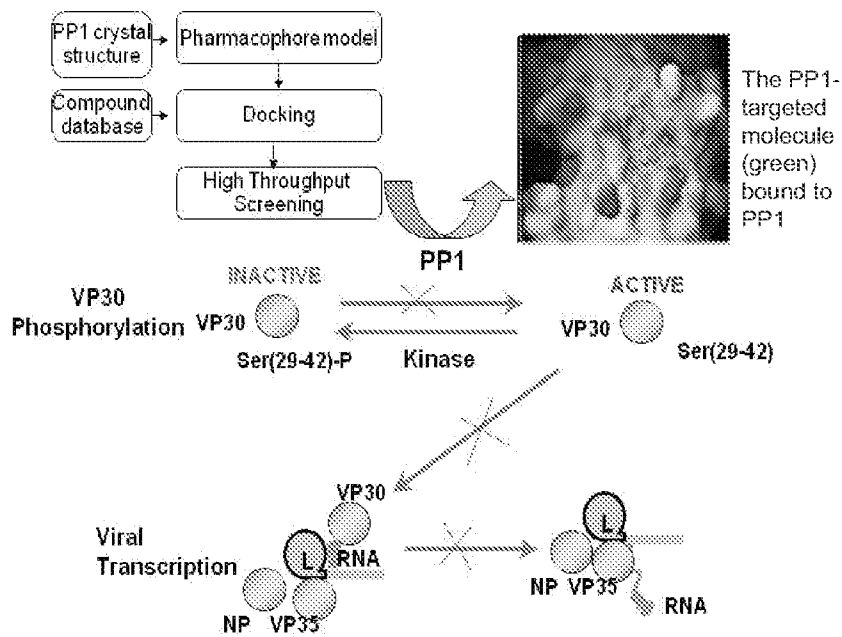 PP1 crystal
structure
Pharmacophore model
Compound
database
Docking
High Throughput
Screening
The PP1-
targeted
molecule
(green)
bound to
PP1
PP1
VP30
Phosphorylation
INACTIVE
VP30
Ser(29-42)-P
Kinase
ACTIVE
VP30
Ser(29-42)
Viral
Transcription
VP30
L
RNA
NP VP35
L
NP VP35
RNA